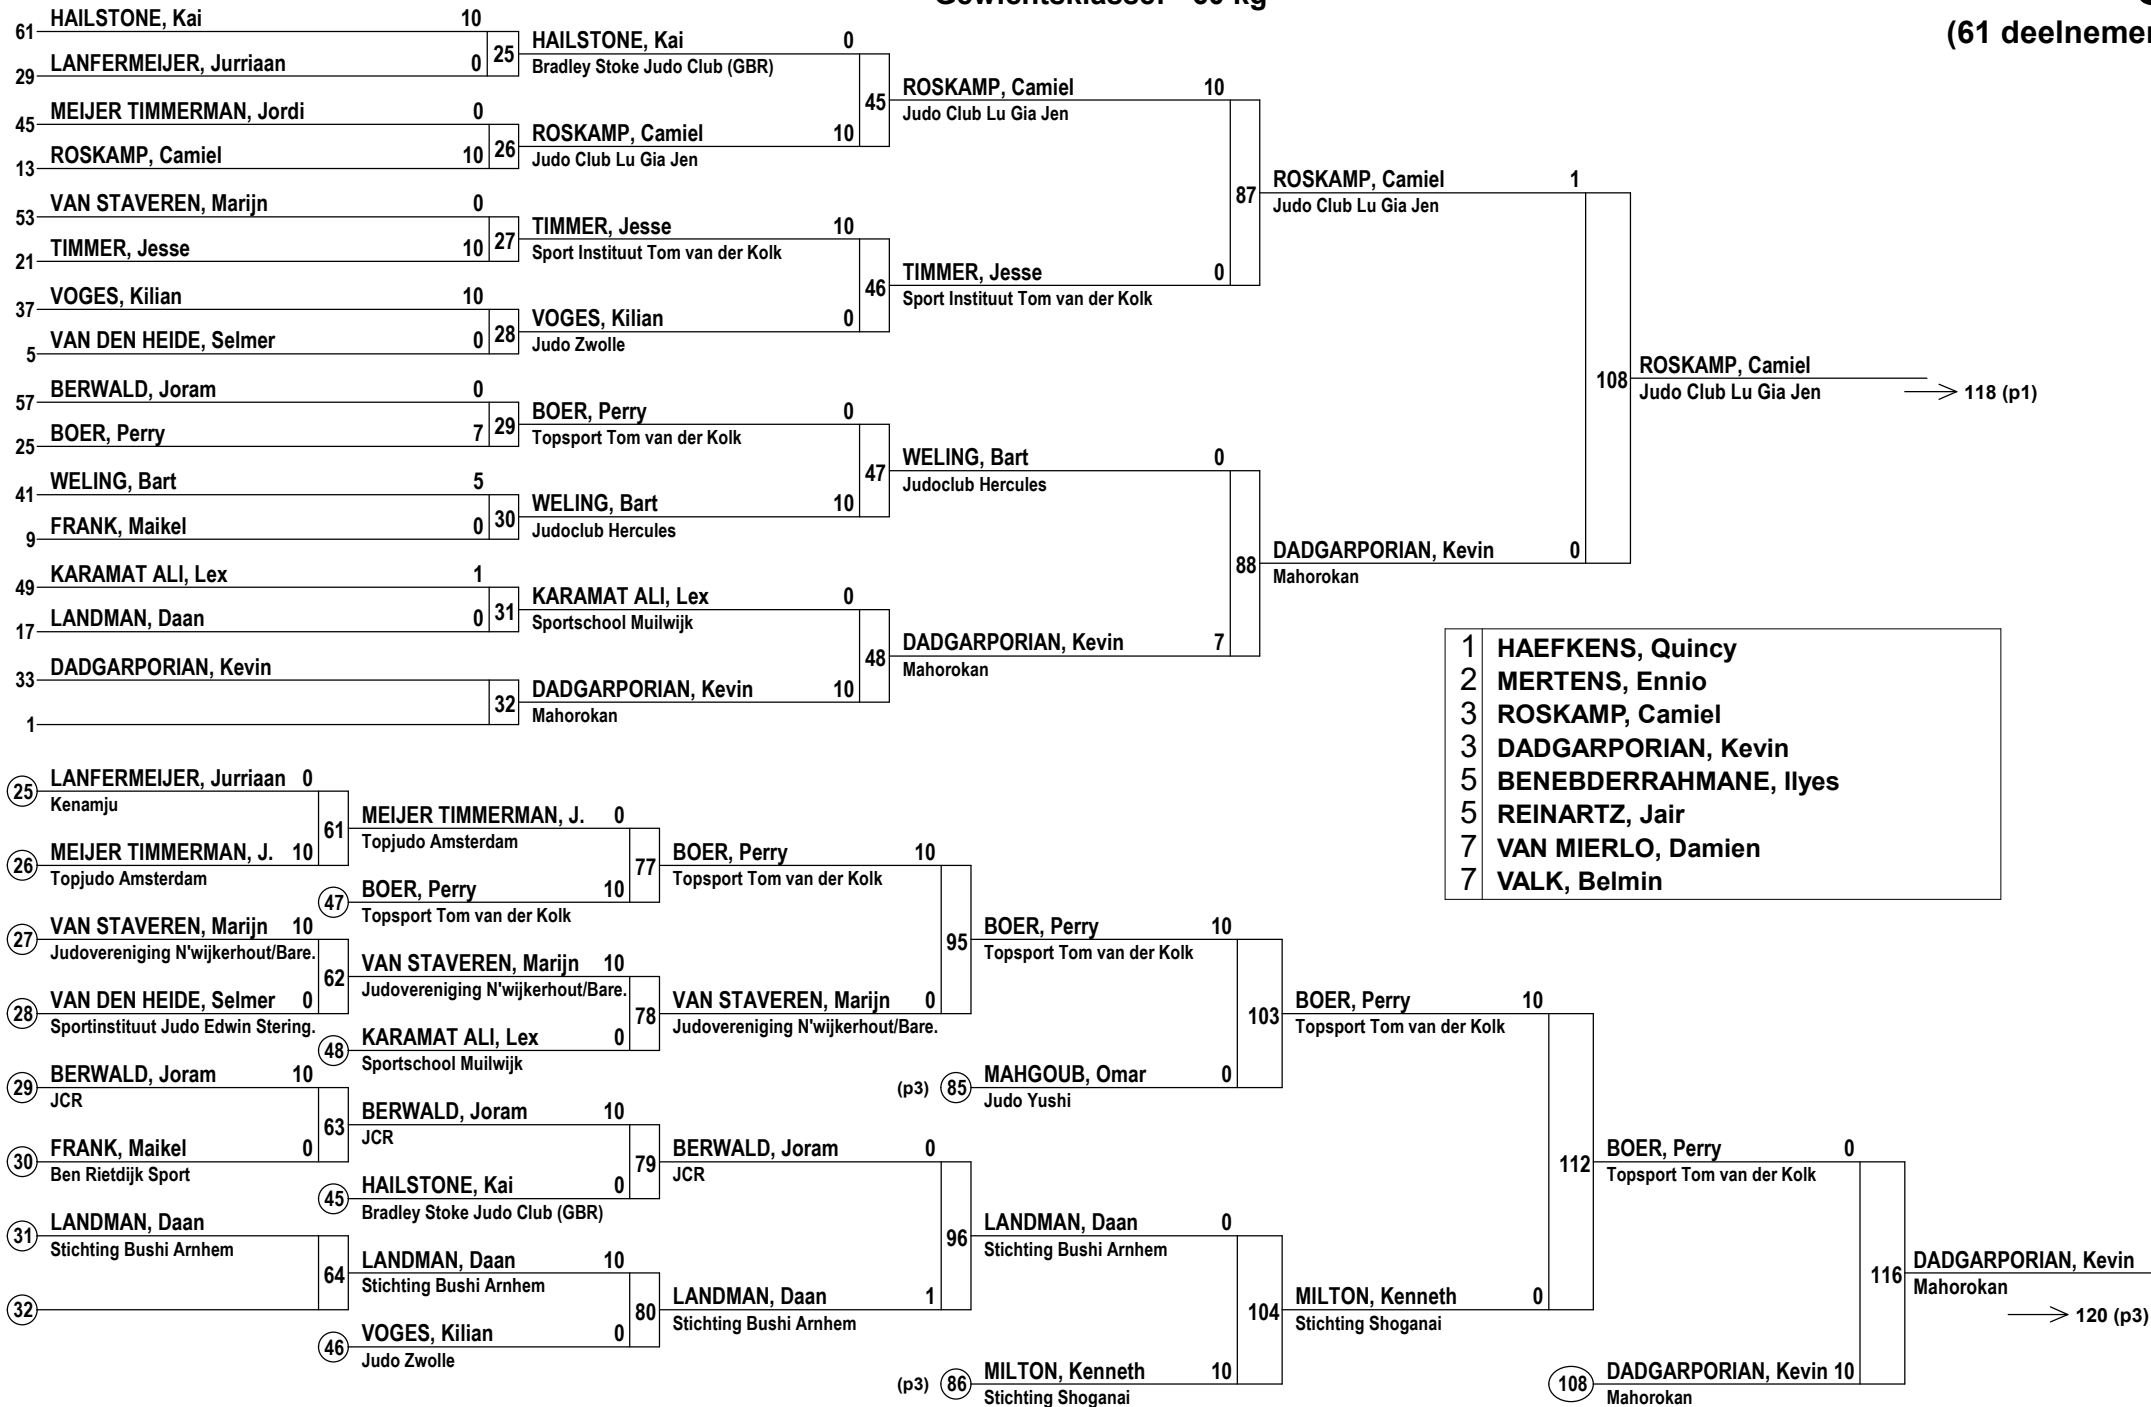 (61 deelnemer
HAILSTONE, Kai 10
61
LANFERMEIJER, Jurriaan 0
29
25
MEIJER TIMMERMAN, Jordi 0
45
ROSKAMP, Camiel 10
13
26
VAN STAVEREN, Marijn 0
53
TIMMER, Jesse 10
21
27
VOGES, Kilian 10
37
VAN DEN HEIDE, Selmer 0
5
28
BERWALD, Joram 0
57
BOER, Perry 7
25
29
WELING, Bart 5
41
FRANK, Maikel 0
9
30
KARAMAT ALI, Lex 1
49
LANDMAN, Daan 0
17
31
DADGARPORIAN, Kevin
33
1
32
HAILSTONE, Kai 0
Bradley Stoke Judo Club (GBR)
45
ROSKAMP, Camiel 10
Judo Club Lu Gia Jen
TIMMER, Jesse 10
Sport Instituut Tom van der Kolk
46
VOGES, Kilian 0
Judo Zwolle
BOER, Perry 0
Topsport Tom van der Kolk
47
WELING, Bart 10
Judoclub Hercules
KARAMAT ALI, Lex 0
Sportschool Muilwijk
48
DADGARPORIAN, Kevin 10
Mahorokan
ROSKAMP, Camiel 10
Judo Club Lu Gia Jen
87
TIMMER, Jesse 0
Sport Instituut Tom van der Kolk
WELING, Bart 0
Judoclub Hercules
88
DADGARPORIAN, Kevin 7
Mahorokan
ROSKAMP, Camiel 1
Judo Club Lu Gia Jen
108
DADGARPORIAN, Kevin 0
Mahorokan
ROSKAMP, Camiel
Judo Club Lu Gia Jen
118 (p1)
1 HAEFKENS, Quincy
2 MERTENS, Ennio
3 ROSKAMP, Camiel
3 DADGARPORIAN, Kevin
5 BENEBDERRAHMANE, Ilyes
5 REINARTZ, Jair
7 VAN MIERLO, Damien
7 VALK, Belmin
25 LANFERMEIJER, Jurriaan 0
Kenamju
61
26 MEIJER TIMMERMAN, J. 10
Topjudo Amsterdam
27 VAN STAVEREN, Marijn 10
Judovereniging N'wijkerhout/Bare.
62
28 VAN DEN HEIDE, Selmer 0
Sportinstituut Judo Edwin Stering.
29 BERWALD, Joram 10
JCR
63
30 FRANK, Maikel 0
Ben Rietdijk Sport
31 LANDMAN, Daan
Stichting Bushi Arnhem
64
32
MEIJER TIMMERMAN, J. 0
Topjudo Amsterdam
77
47 BOER, Perry 10
Topsport Tom van der Kolk
VAN STAVEREN, Marijn 10
Judovereniging N'wijkerhout/Bare.
78
48 KARAMAT ALI, Lex 0
Sportschool Muilwijk
BERWALD, Joram 10
JCR
79
45 HAILSTONE, Kai 0
Bradley Stoke Judo Club (GBR)
LANDMAN, Daan 10
Stichting Bushi Arnhem
80
46 VOGES, Kilian 0
Judo Zwolle
BOER, Perry 10
Topsport Tom van der Kolk
95
VAN STAVEREN, Marijn 0
Judovereniging N'wijkerhout/Bare.
BERWALD, Joram 0
JCR
96
LANDMAN, Daan 1
Stichting Bushi Arnhem
BOER, Perry 10
Topsport Tom van der Kolk
103
(p3) 85 MAHGOUB, Omar 0
Judo Yushi
LANDMAN, Daan 0
Stichting Bushi Arnhem
104
(p3) 86 MILTON, Kenneth 10
Stichting Shoganai
BOER, Perry 10
Topsport Tom van der Kolk
112
MILTON, Kenneth 0
Stichting Shoganai
BOER, Perry 0
Topsport Tom van der Kolk
116
108 DADGARPORIAN, Kevin 10
Mahorokan
DADGARPORIAN, Kevin
Mahorokan
120 (p3)